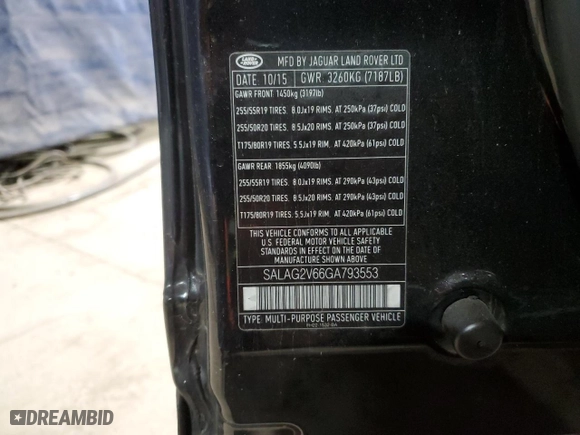 LAND ROVER
MFD BY JAGUAR LAND ROVER LTD
DATE 10/15 GWR 3260KG (7187LB)
GAWR FRONT 1450kg (3197lb)
255/55R19 TIRES. 8.0Jx19 RIMS. AT 250kPa (37psi) COLD
255/50R20 TIRES. 8.5Jx20 RIMS. AT 250kPa (37psi) COLD
T175/80R19 TIRES. 5.5Jx19 RIM. AT 420kPa (61psi) COLD
GAWR REAR 1855kg (4090lb)
255/55R19 TIRES. 8.0Jx19 RIMS. AT 290kPa (43psi) COLD
255/50R20 TIRES. 8.5Jx20 RIMS. AT 290kPa (43psi) COLD
T175/80R19 TIRES. 5.5Jx19 RIM. AT 420kPa (61psi) COLD
THIS VEHICLE CONFORMS TO ALL APPLICABLE
U.S. FEDERAL MOTOR VEHICLE SAFETY
STANDARDS IN EFFECT ON THE
DATE OF MANUFACTURE SHOWN ABOVE
SALAG2V66GA793553
TYPE: MULTI-PURPOSE PASSENGER VEHICLE
DREAMBID